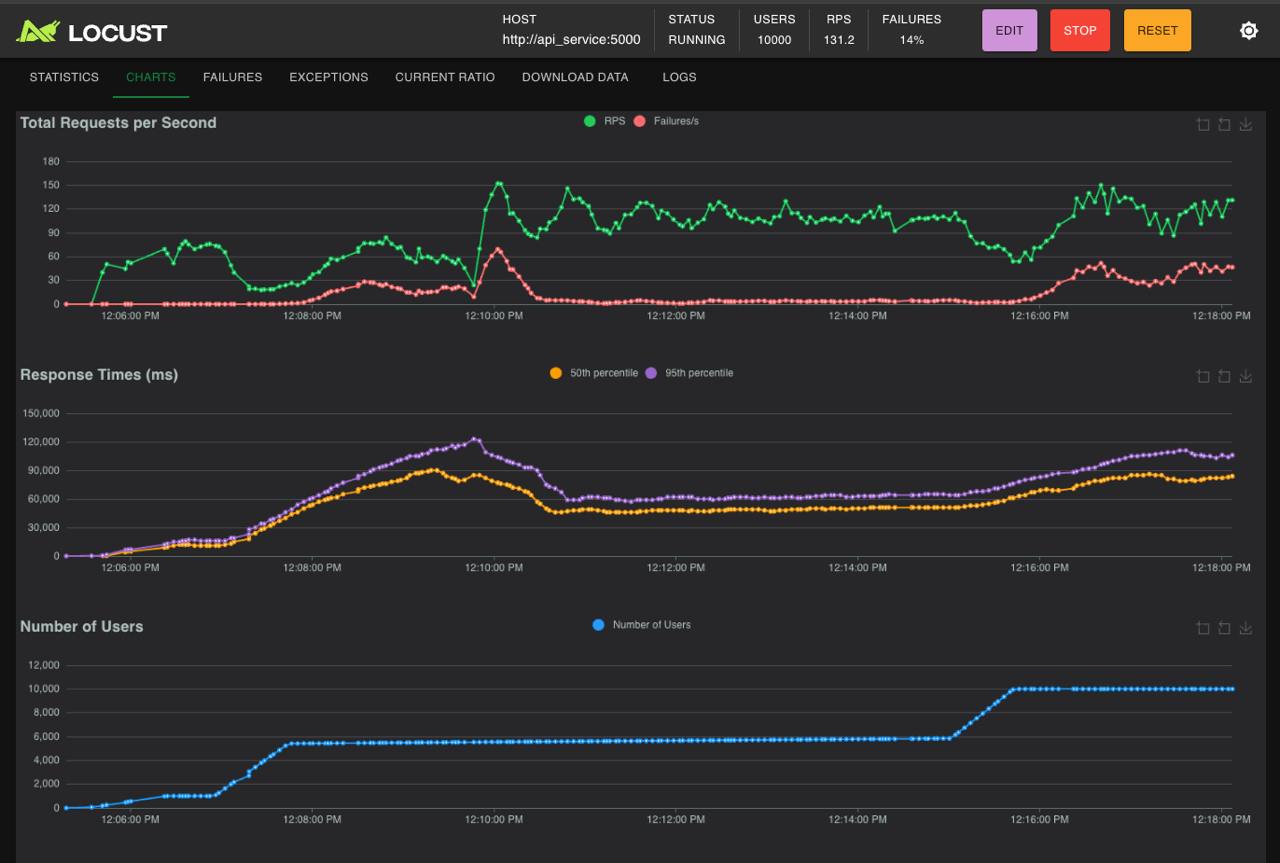 LOCUST
HOST
http://api_service:5000
STATUS
RUNNING
USERS
10000
RPS
131.2
FAILURES
14%
EDIT
STOP
RESET
STATISTICS CHARTS FAILURES EXCEPTIONS CURRENT RATIO DOWNLOAD DATA LOGS
Total Requests per Second
RPS Failures/s
180
150
120
90
60
30
0
12:06:00 PM 12:08:00 PM 12:10:00 PM 12:12:00 PM 12:14:00 PM 12:16:00 PM 12:18:00 PM
Response Times (ms)
50th percentile 95th percentile
150,000
120,000
90,000
60,000
30,000
0
12:06:00 PM 12:08:00 PM 12:10:00 PM 12:12:00 PM 12:14:00 PM 12:16:00 PM 12:18:00 PM
Number of Users
Number of Users
12,000
10,000
8,000
6,000
4,000
2,000
0
12:06:00 PM 12:08:00 PM 12:10:00 PM 12:12:00 PM 12:14:00 PM 12:16:00 PM 12:18:00 PM